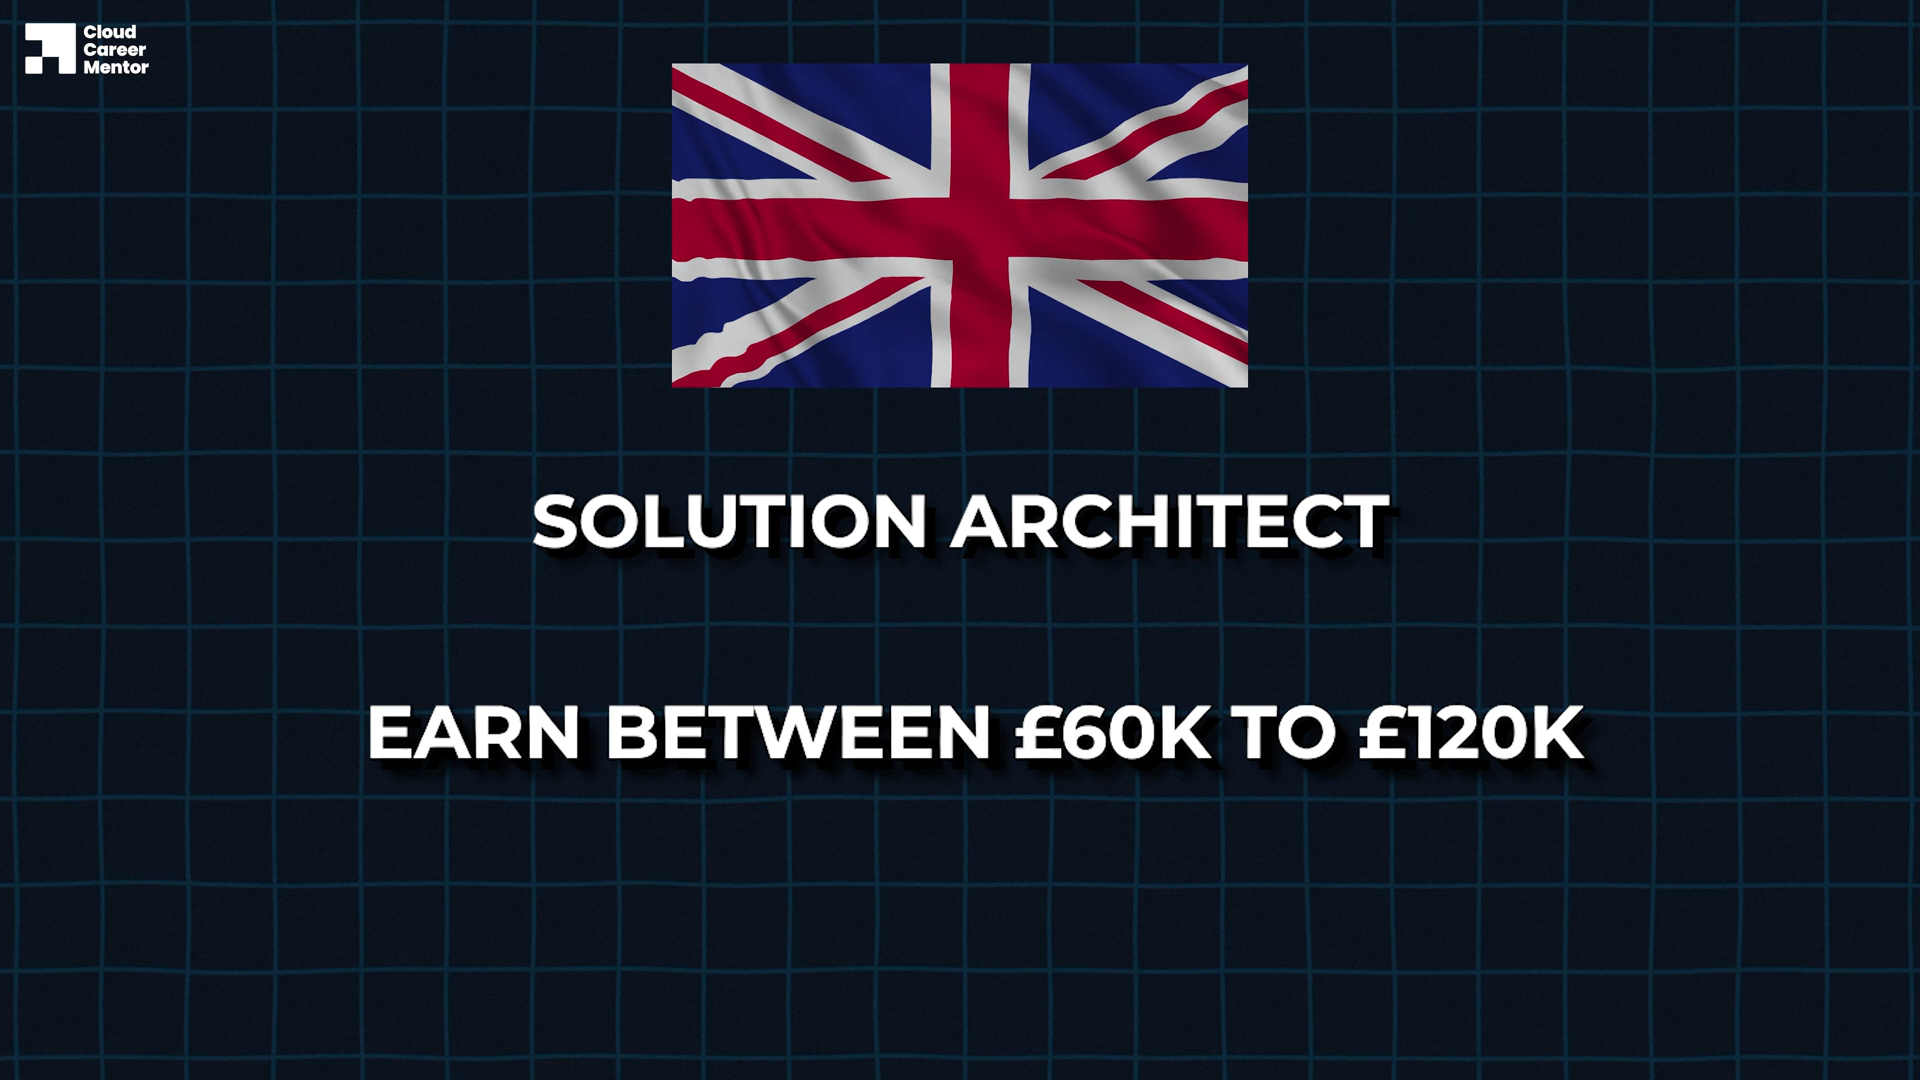 Cloud
Career
Mentor
SOLUTION ARCHITECT
EARN BETWEEN £60K TO £120K